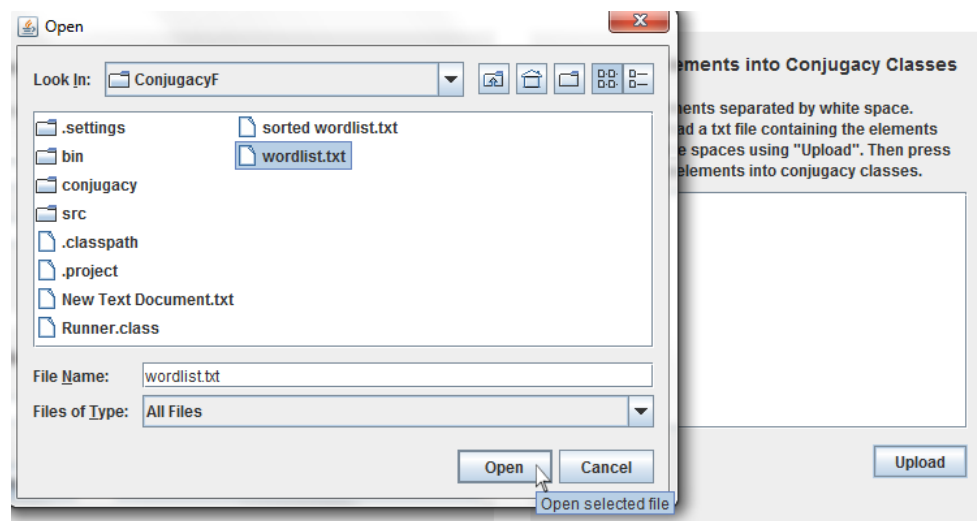 Open
Look In: ConjugacyF
.settings
bin
conjugacy
src
.classpath
.project
New Text Document.txt
Runner.class
sorted wordlist.txt
wordlist.txt
File Name: wordlist.txt
Files of Type: All Files
Open Cancel
Open selected file
into Conjugacy Classes
separated by white space.
a txt file containing the elements
spaces using "Upload". Then press
elements into conjugacy classes.
Upload